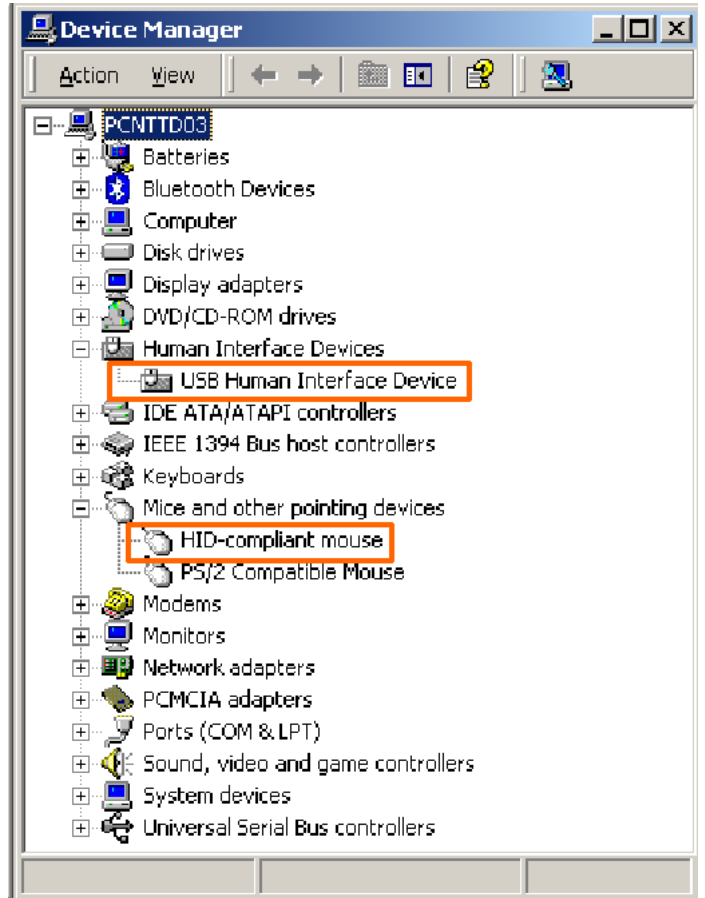 Device Manager
Action View
PCNTTD03
Batteries
Bluetooth Devices
Computer
Disk drives
Display adapters
DVD/CD-ROM drives
Human Interface Devices
USB Human Interface Device
IDE ATA/ATAPI controllers
IEEE 1394 Bus host controllers
Keyboards
Mice and other pointing devices
HID-compliant mouse
PS/2 Compatible Mouse
Modems
Monitors
Network adapters
PCMCIA adapters
Ports (COM & LPT)
Sound, video and game controllers
System devices
Universal Serial Bus controllers